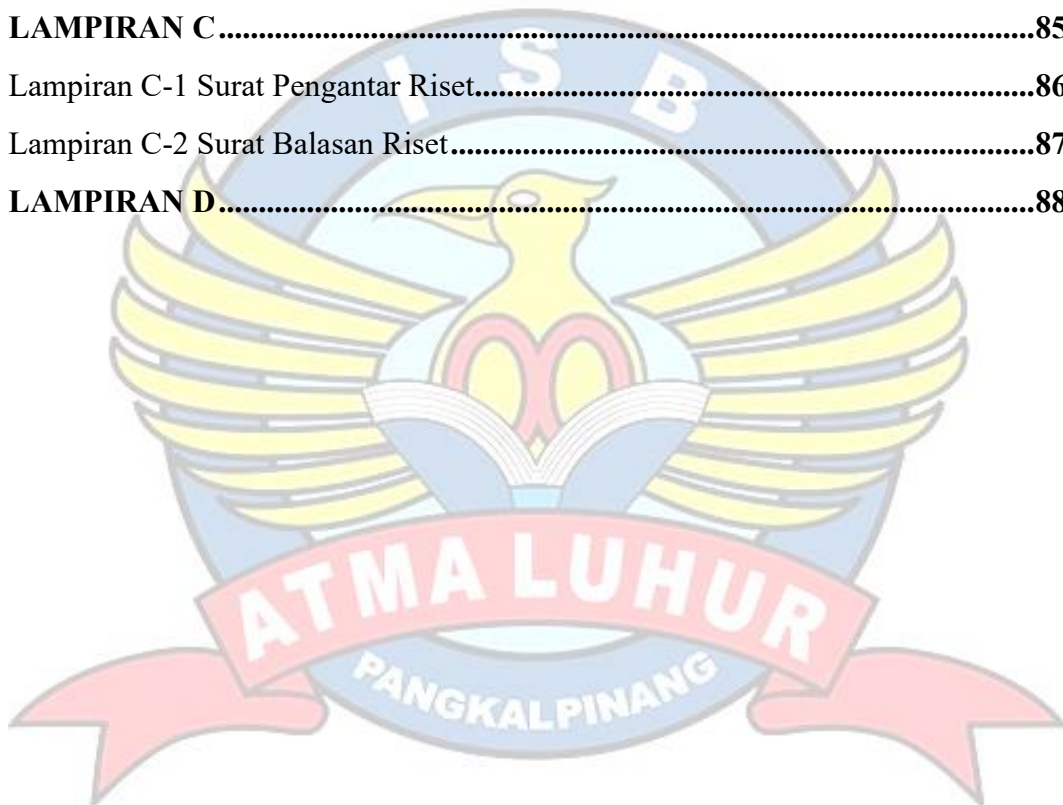 LAMPIRAN C.......................................................................................................85
Lampiran C-1 Surat Pengantar Riset.......................................................................86
Lampiran C-2 Surat Balasan Riset..........................................................................87
LAMPIRAN D.......................................................................................................88
I S B
ATMA LUHUR
PANGKALPINANG